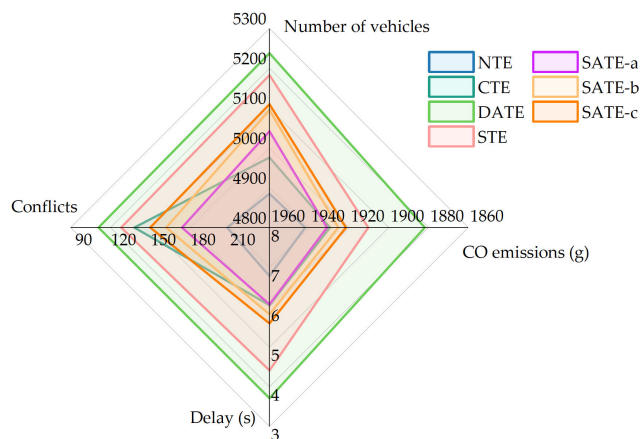 5300
Number of vehicles
5200
NTE
SATE-a
CTE
SATE-b
5100
DATE
SATE-c
STE
5000
4900
Conflicts
4800
1960 1940 1920 1900 1880 1860
90 120 150 180 210
8
CO emissions (g)
7
6
5
4
Delay (s)
3